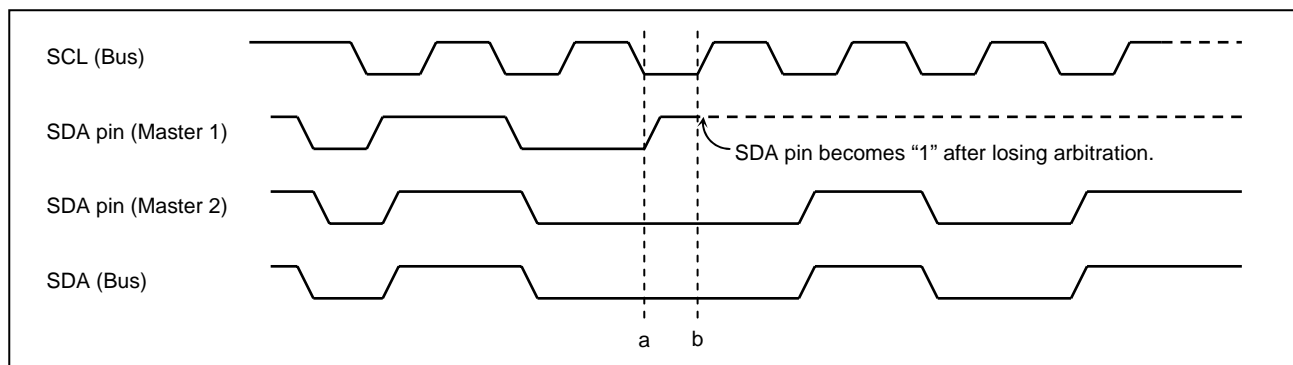 SCL (Bus)
SDA pin (Master 1)
SDA pin becomes “1” after losing arbitration.
SDA pin (Master 2)
SDA (Bus)
a b